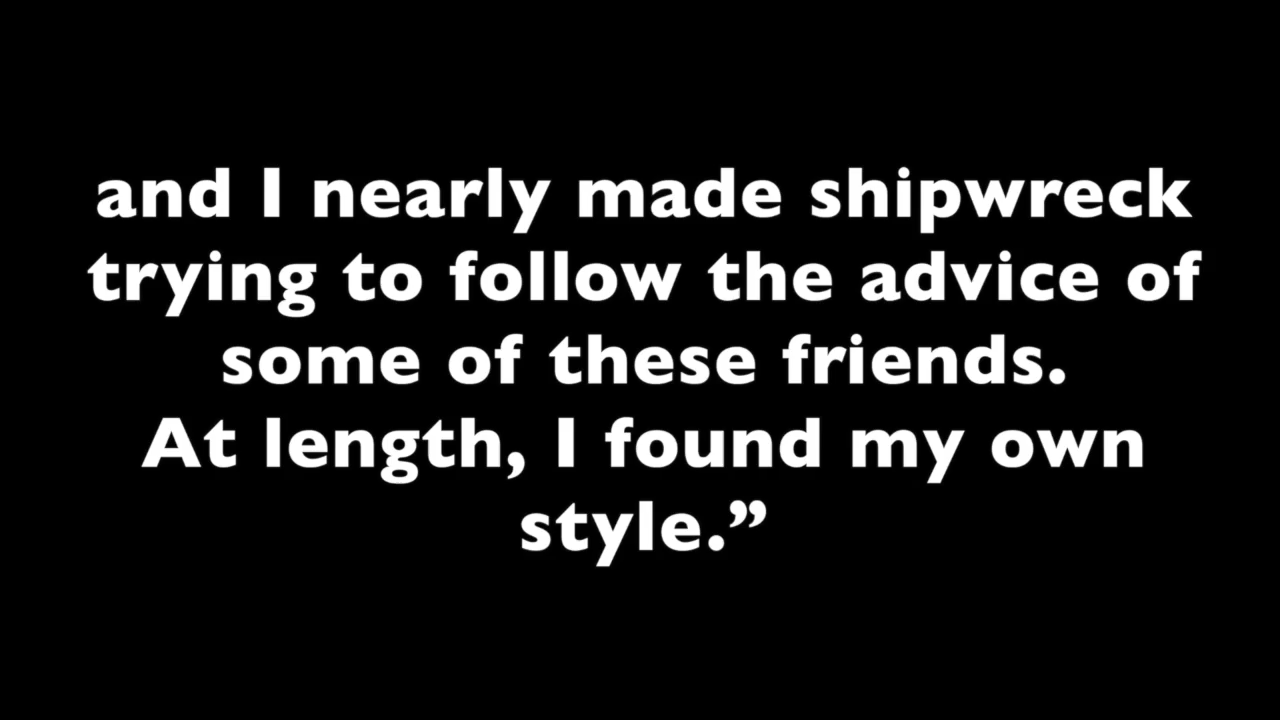 and I nearly made shipwreck
trying to follow the advice of
some of these friends.
At length, I found my own
style.”